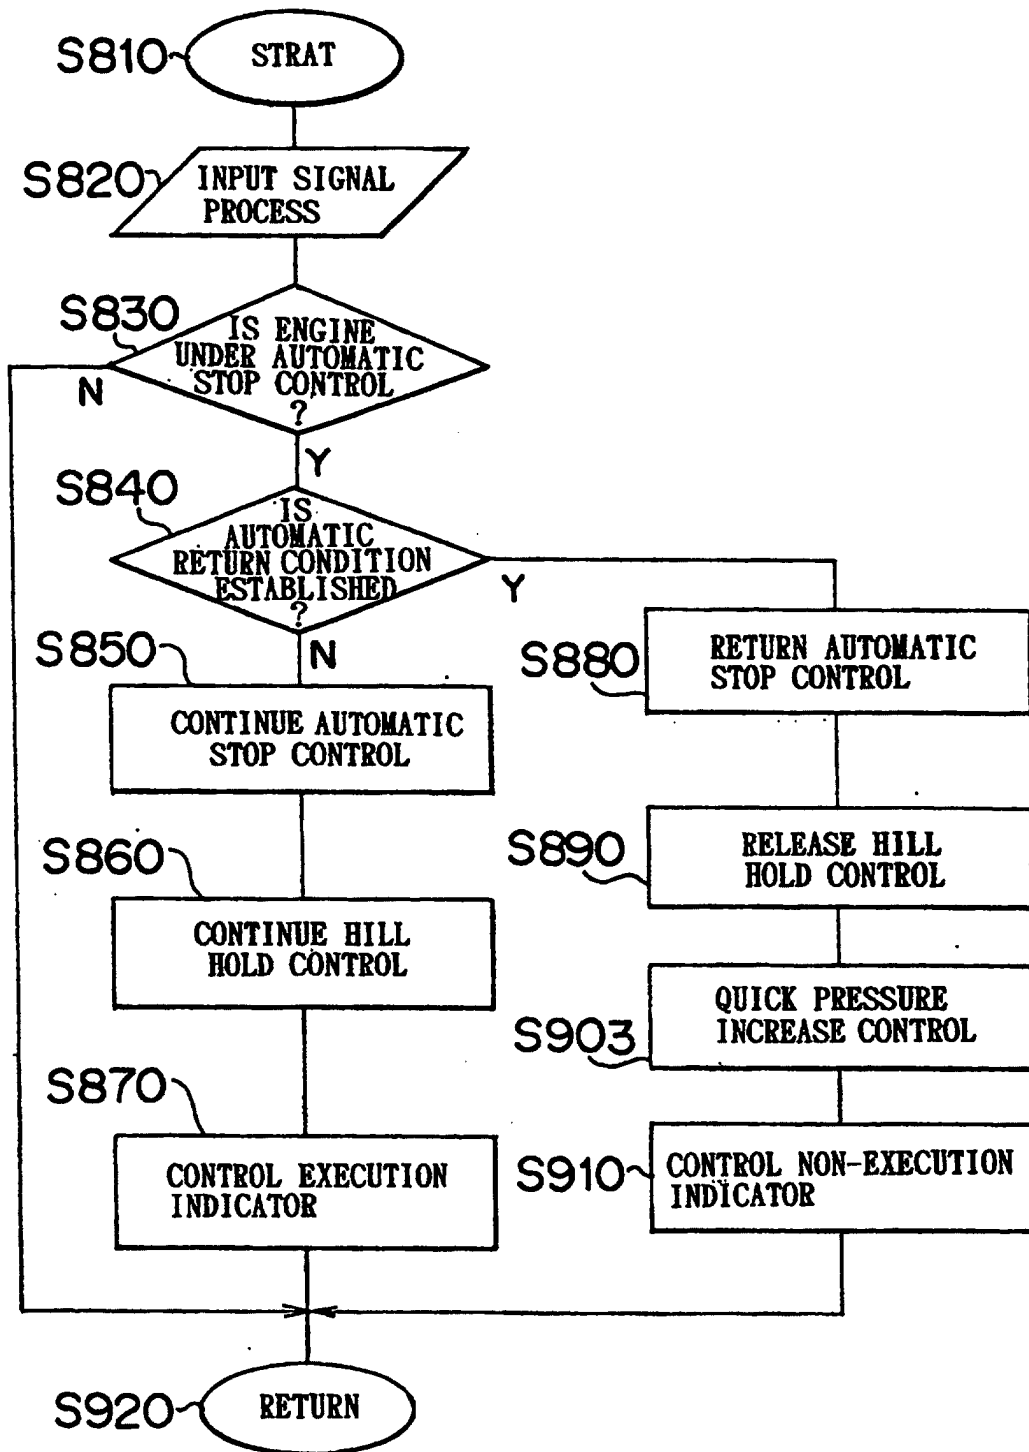 S810
STRAT
S820
INPUT SIGNAL
PROCESS
S830
IS ENGINE
UNDER AUTOMATIC
STOP CONTROL
?
N
Y
S840
IS
AUTOMATIC
RETURN CONDITION
ESTABLISHED
?
Y
N
S850
CONTINUE AUTOMATIC
STOP CONTROL
S860
CONTINUE HILL
HOLD CONTROL
S870
CONTROL EXECUTION
INDICATOR
S880
RETURN AUTOMATIC
STOP CONTROL
S890
RELEASE HILL
HOLD CONTROL
S903
QUICK PRESSURE
INCREASE CONTROL
S910
CONTROL NON-EXECUTION
INDICATOR
S920
RETURN